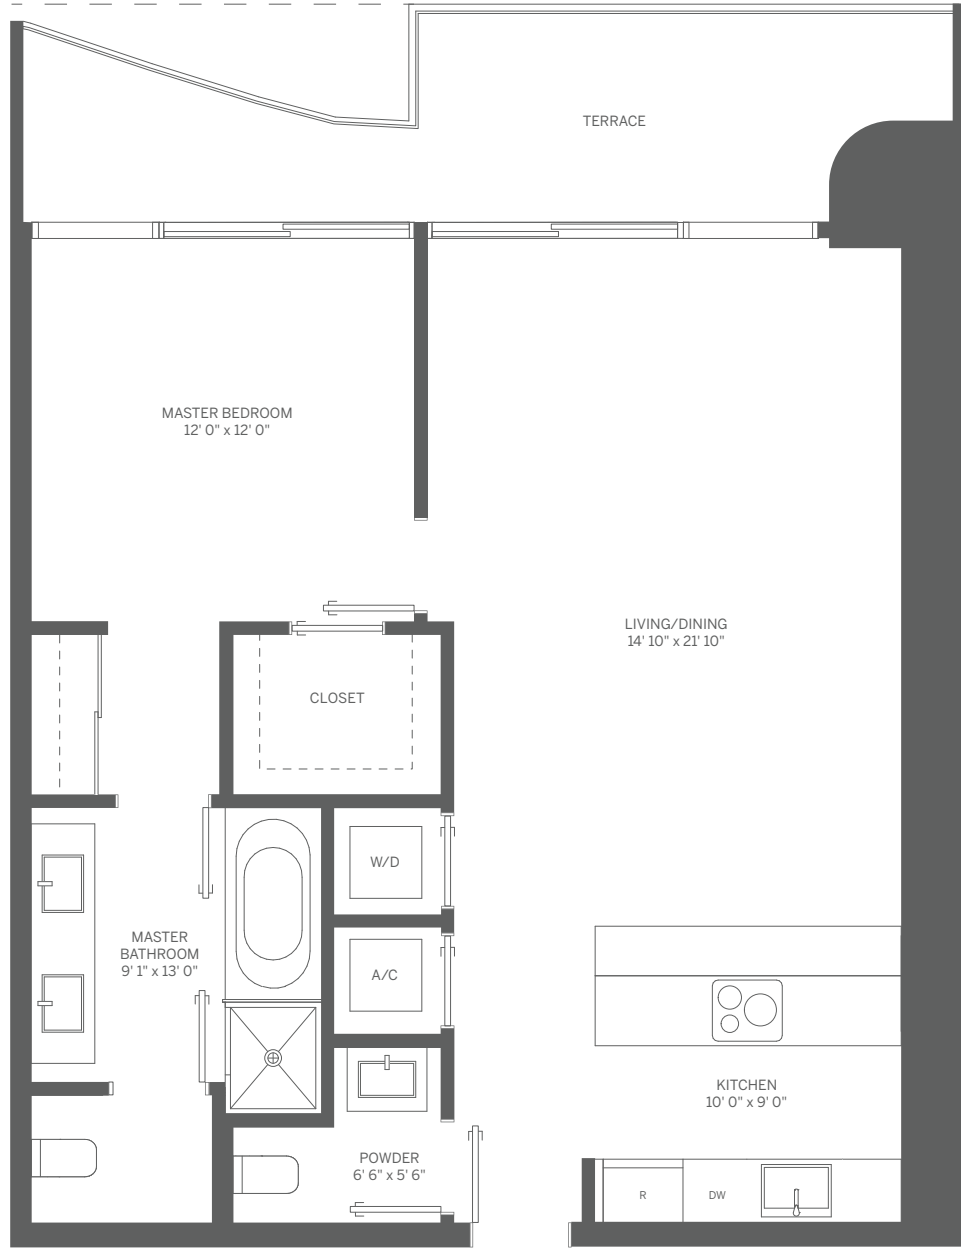 TERRACE
MASTER BEDROOM
12' 0" x 12' 0"
LIVING/DINING
14' 10" x 21' 10"
CLOSET
W/D
MASTER
BATHROOM
9' 1" x 13' 0"
A/C
KITCHEN
10' 0" x 9' 0"
POWDER
6' 6" x 5' 6"
R
DW